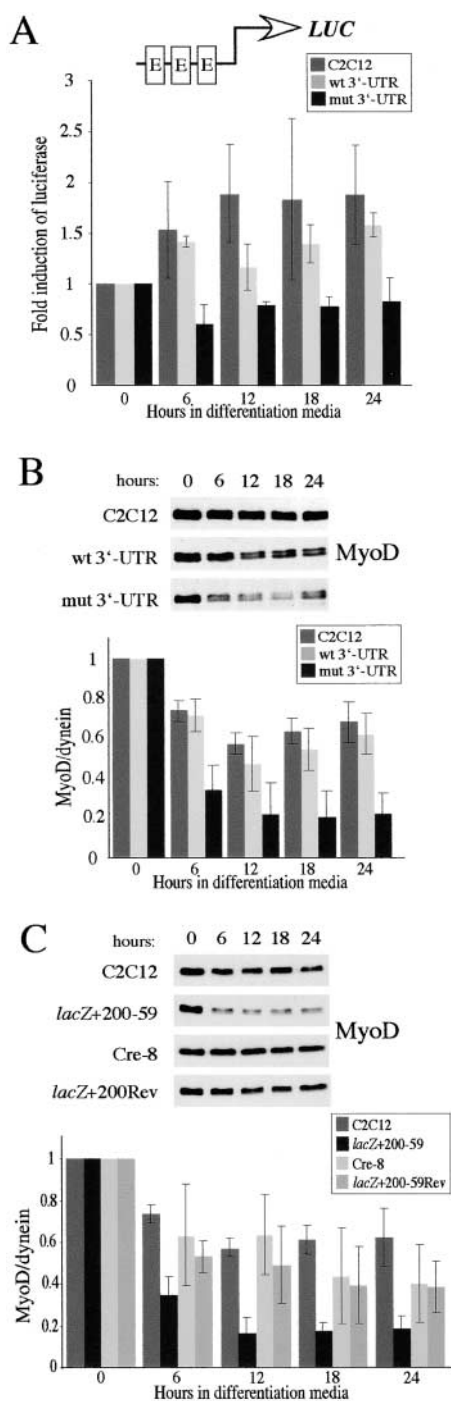 A
E E E
LUC
C2C12
wt 3‘-UTR
mut 3‘-UTR
Fold induction of luciferase
3
2.5
2
1.5
1
0.5
0
0 6 12 18 24
Hours in differentiation media
B
hours: 0 6 12 18 24
C2C12
wt 3‘-UTR
MyoD
mut 3‘-UTR
C2C12
wt 3‘-UTR
mut 3‘-UTR
MyoD/dynein
1
0.8
0.6
0.4
0.2
0
0 6 12 18 24
Hours in differentiation media
C
hours: 0 6 12 18 24
C2C12
lacZ+200-59
MyoD
Cre-8
lacZ+200Rev
C2C12
lacZ+200-59
Cre-8
lacZ+200-59Rev
MyoD/dynein
1
0.8
0.6
0.4
0.2
0
0 6 12 18 24
Hours in differentiation media